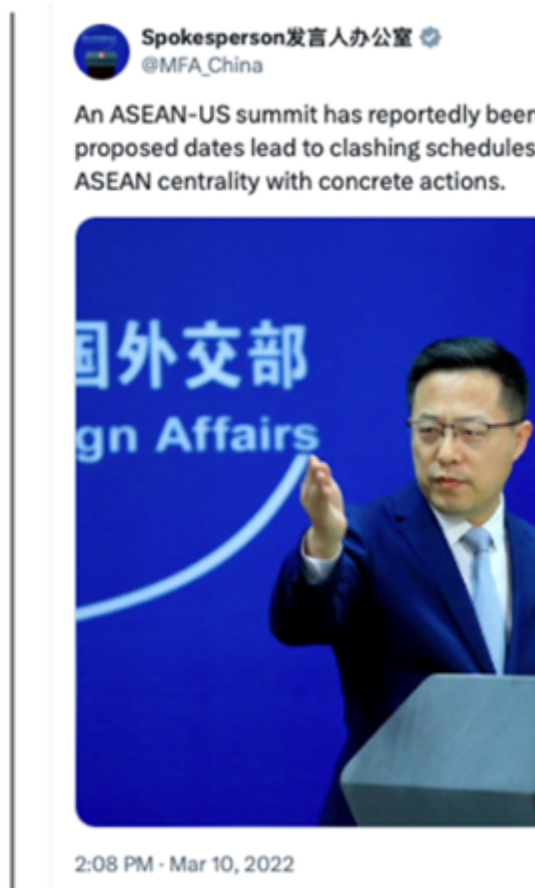 Spokesperson发言人办公室
@MFA_China
An ASEAN-US summit has reportedly been
proposed dates lead to clashing schedules
ASEAN centrality with concrete actions.
国外交部
gn Affairs
2:08 PM · Mar 10, 2022